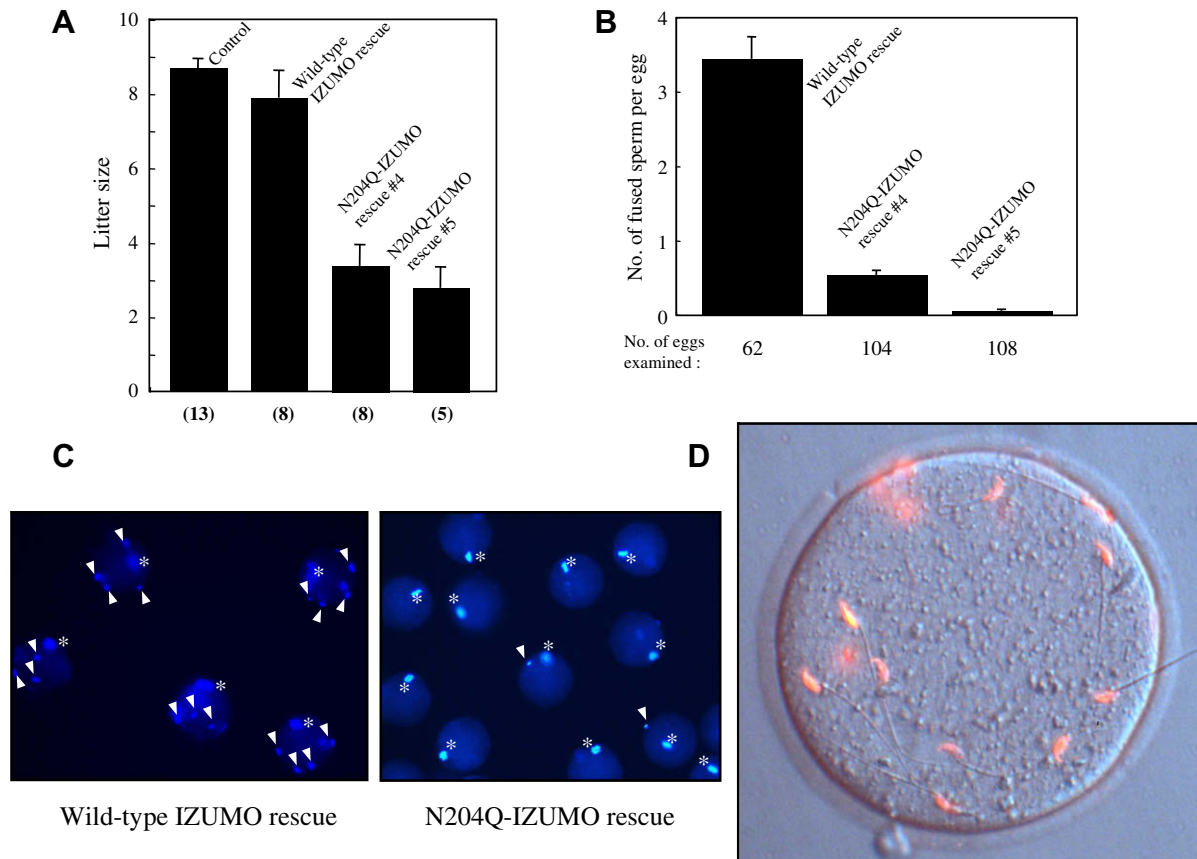 A
10
8
6
4
2
0
Litter size
Control
Wild-type
IZUMO rescue
N204Q-IZUMO
rescue #4
N204Q-IZUMO
rescue #5
(13) (8) (8) (5)
B
4
3
2
1
0
No. of fused sperm per egg
Wild-type
IZUMO rescue
N204Q-IZUMO
rescue #4
N204Q-IZUMO
rescue #5
No. of eggs
examined :
62 104 108
C
* * * * *
* * * * * * * * * * * *
Wild-type IZUMO rescue
N204Q-IZUMO rescue
D